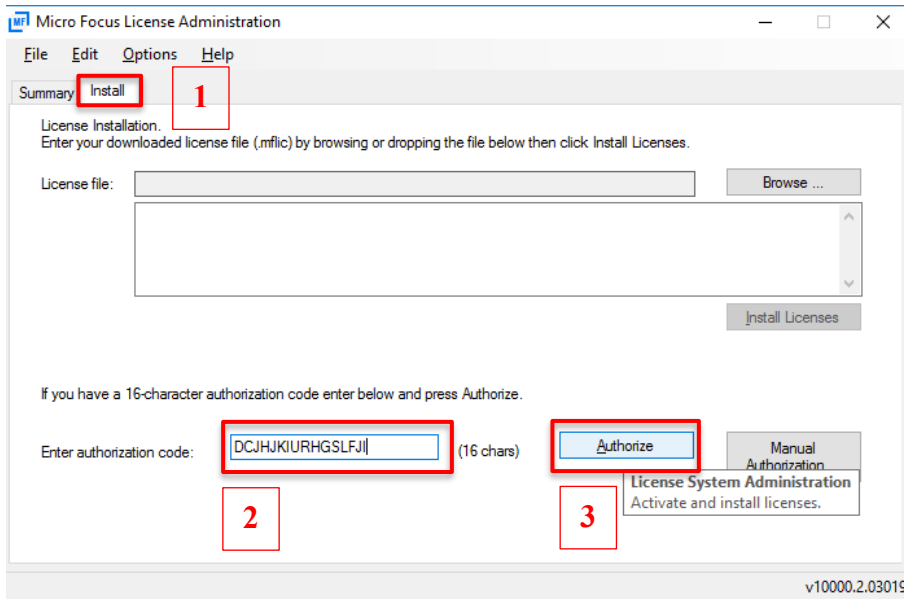 MF Micro Focus License Administration
File Edit Options Help
Summary Install
1
License Installation.
Enter your downloaded license file (.mflic) by browsing or dropping the file below then click Install Licenses.
License file: Browse ...
Install Licenses
If you have a 16-character authorization code enter below and press Authorize.
Enter authorization code: DCJHJKIURHGSLFJI (16 chars) Authorize Manual
Authorization
License System Administration
Activate and install licenses.
2 3
v10000.2.03019